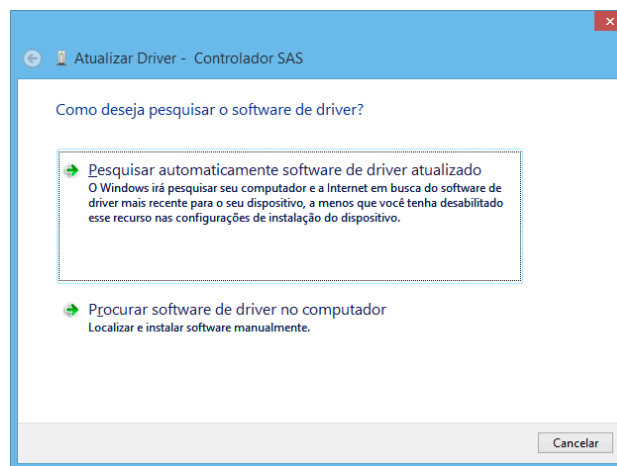 Atualizar Driver - Controlador SAS
Como deseja pesquisar o software de driver?
Pesquisar automaticamente software de driver atualizado
O Windows irá pesquisar seu computador e a Internet em busca do software de
driver mais recente para o seu dispositivo, a menos que você tenha desabilitado
esse recurso nas configurações de instalação do dispositivo.
Procurar software de driver no computador
Localizar e instalar software manualmente.
Cancelar